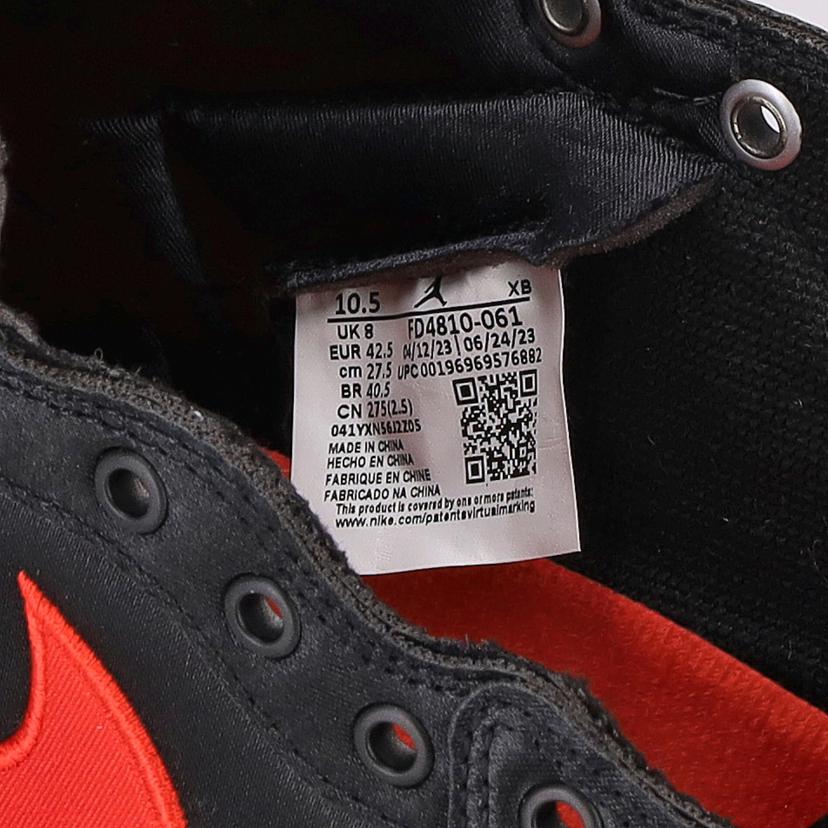 10.5 XB
UK 8 FD4810-061
EUR 42.5 04/12/23 | 06/24/23
cm 27.5 UPC 00196969576882
BR 40.5
CN 275(2.5)
041YXN56J2Z05
MADE IN CHINA
HECHO EN CHINA
FABRIQUE EN CHINE
FABRICADO NA CHINA
This product is covered by one or more patents:
www.nike.com/patentsvirtualmarking